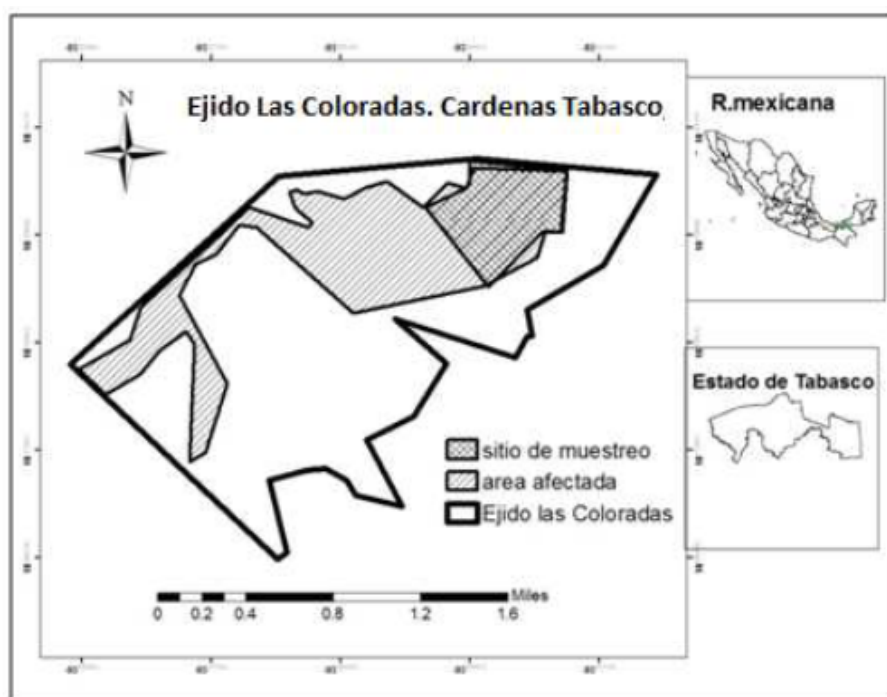 N
Ejido Las Coloradas. Cardenas Tabasco
sitio de muestreo
area afectada
Ejido las Coloradas
Miles
0 0.2 0.4 0.8 1.2 1.6
R.mexicana
Estado de Tabasco